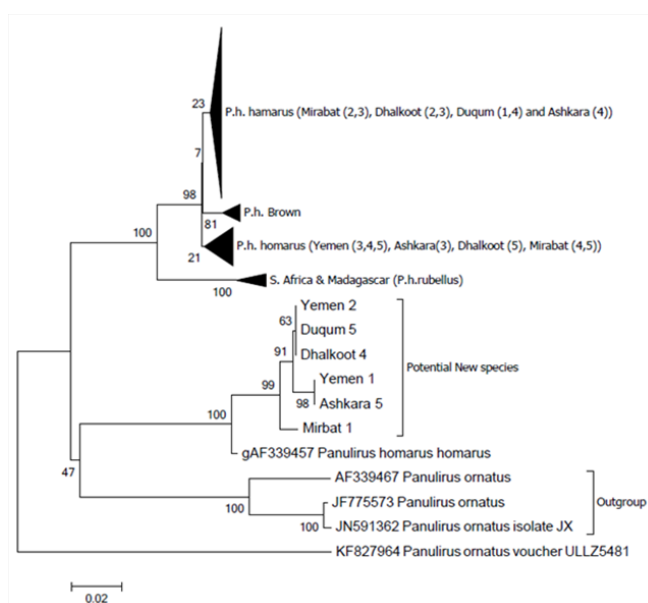 23
P.h. hamarus (Mirabat (2,3), Dhalkoot (2,3), Duqum (1,4) and Ashkara (4))
7
98
P.h. Brown
81
100
P.h. homarus (Yemen (3,4,5), Ashkara(3), Dhalkoot (5), Mirabat (4,5))
21
S. Africa & Madagascar (P.h.rubellus)
100
Yemen 2
63
Duqum 5
91
Dhalkoot 4
Potential New species
99
Yemen 1
98
Ashkara 5
100
Mirbat 1
gAF339457 Panulirus homarus homarus
47
AF339467 Panulirus ornatus
100
JF775573 Panulirus ornatus
Outgroup
100
JN591362 Panulirus ornatus isolate JX
KF827964 Panulirus ornatus voucher ULLZ5481
0.02